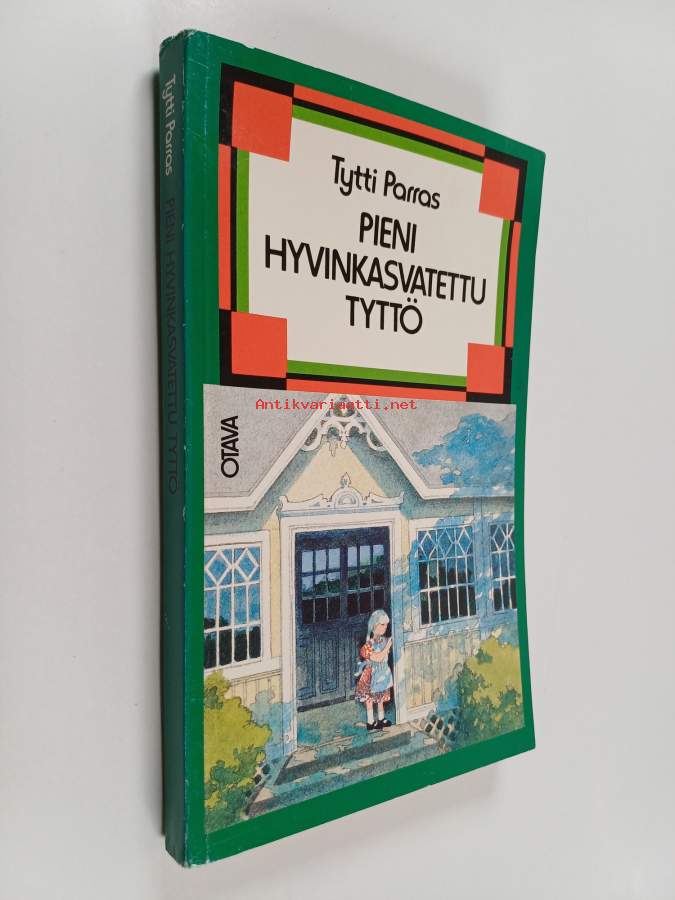 Tytti Parras PIENI HYVINKASVATETTU TYTTÖ
Tytti Parras
PIENI
HYVINKASVATETTU
TYTTÖ
Antikvariaatti.net
OTAVA